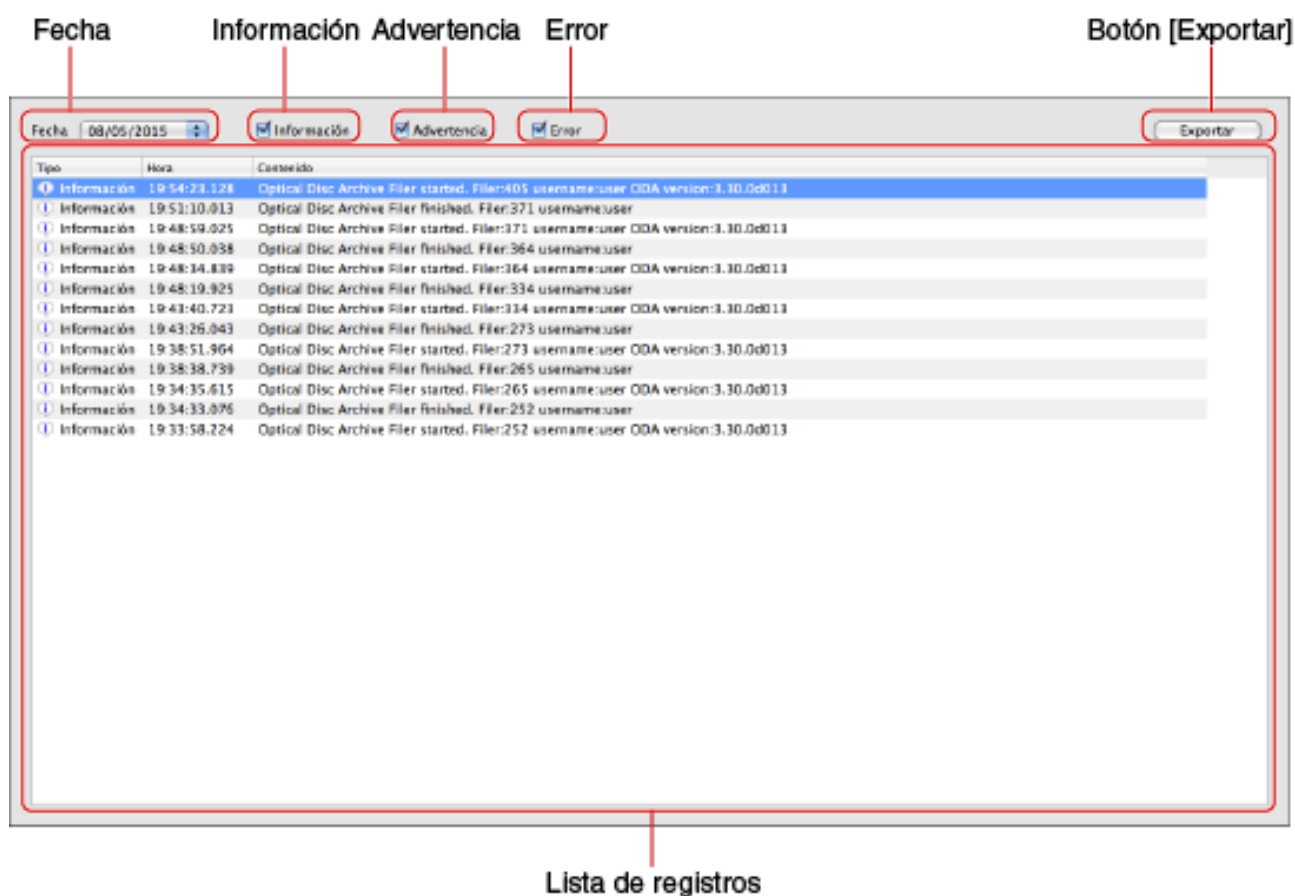 Fecha Información Advertencia Error Botón [Exportar]
Fecha 08/05/2015 Información Advertencia Error Exportar
Tipo Hora Contenido
Información 19:54:23.128 Optical Disc Archive Filer started. Filer:405 username:user ODA version:3.30.0d013
Información 19:51:10.013 Optical Disc Archive Filer finished. Filer:371 username:user
Información 19:48:59.025 Optical Disc Archive Filer started. Filer:371 username:user ODA version:3.30.0d013
Información 19:48:50.038 Optical Disc Archive Filer finished. Filer:364 username:user
Información 19:48:34.839 Optical Disc Archive Filer started. Filer:364 username:user ODA version:3.30.0d013
Información 19:48:19.925 Optical Disc Archive Filer finished. Filer:334 username:user
Información 19:43:40.723 Optical Disc Archive Filer started. Filer:334 username:user ODA version:3.30.0d013
Información 19:43:26.043 Optical Disc Archive Filer finished. Filer:273 username:user
Información 19:38:51.964 Optical Disc Archive Filer started. Filer:273 username:user ODA version:3.30.0d013
Información 19:38:38.739 Optical Disc Archive Filer finished. Filer:265 username:user
Información 19:34:35.615 Optical Disc Archive Filer started. Filer:265 username:user ODA version:3.30.0d013
Información 19:34:33.076 Optical Disc Archive Filer finished. Filer:252 username:user
Información 19:33:58.224 Optical Disc Archive Filer started. Filer:252 username:user ODA version:3.30.0d013
Lista de registros